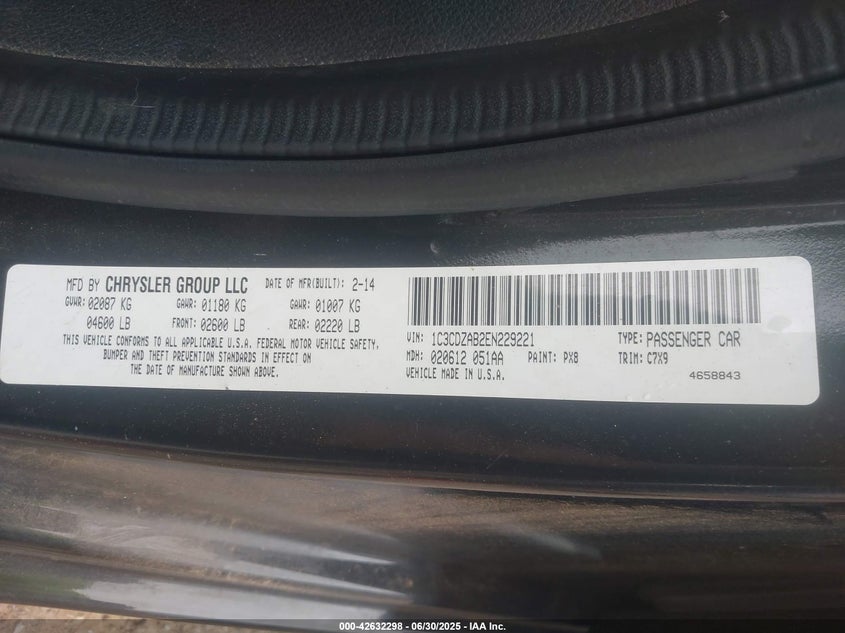 MFD BY CHRYSLER GROUP LLC DATE OF MFR(BUILT): 2-14
GVWR: 02087 KG GAWR: 01180 KG GAWR: 01007 KG
04600 LB FRONT: 02600 LB REAR: 02220 LB
THIS VEHICLE CONFORMS TO ALL APPLICABLE U.S.A. FEDERAL MOTOR VEHICLE SAFETY,
BUMPER AND THEFT PREVENTION STANDARDS IN EFFECT ON
THE DATE OF MANUFACTURE SHOWN ABOVE.
VIN: 1C3CDZAB2EN229221 TYPE: PASSENGER CAR
MDH: 020612 051AA PAINT: PX8 TRIM: C7X9
VEHICLE MADE IN U.S.A. 4658843
000-42632298 - 06/30/2025 - IAA Inc.